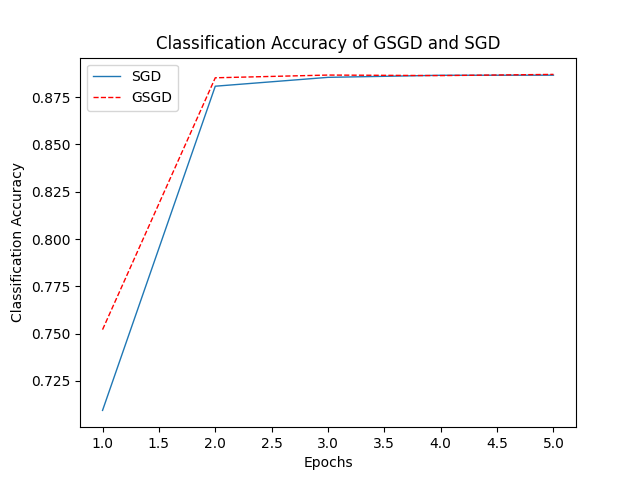 Classification Accuracy of GSGD and SGD
SGD
GSGD
0.875
0.850
0.825
0.800
0.775
0.750
0.725
Classification Accuracy
1.0 1.5 2.0 2.5 3.0 3.5 4.0 4.5 5.0
Epochs